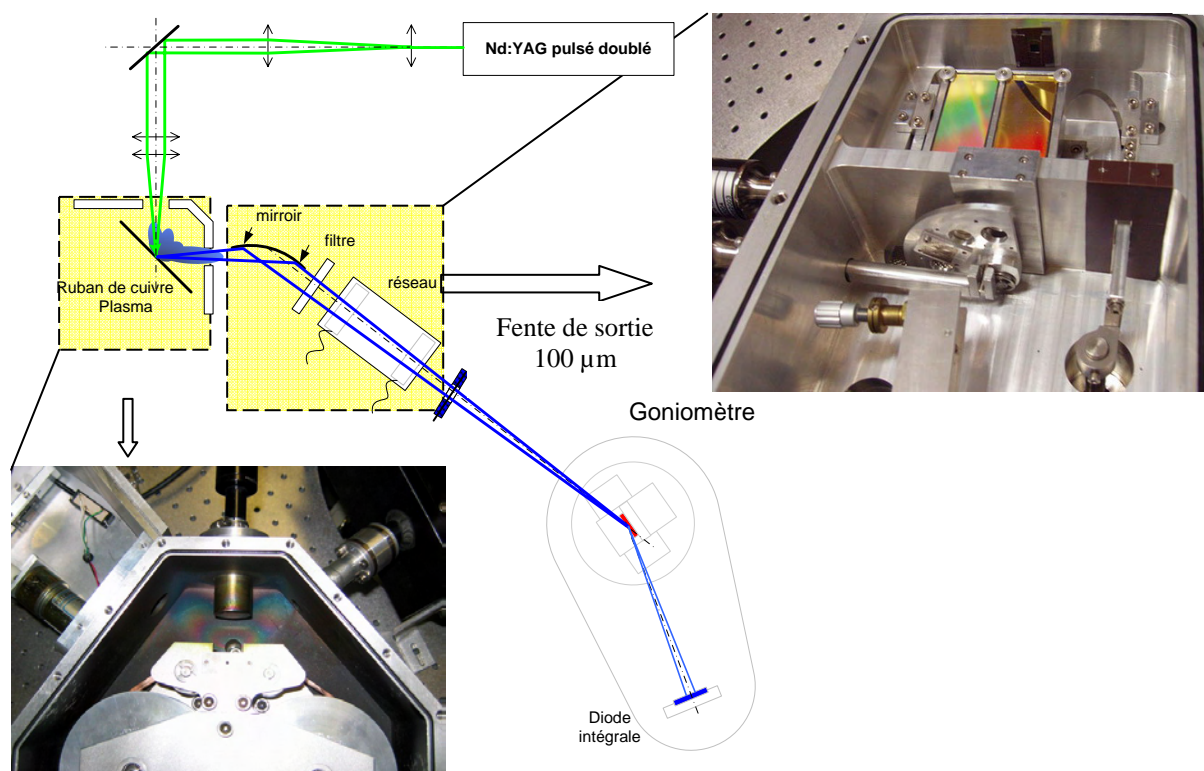 Nd:YAG pulsé doublé
mirroir
filtre
réseau
Ruban de cuivre
Plasma
Fente de sortie
100 µm
Goniomètre
Diode
intégrale